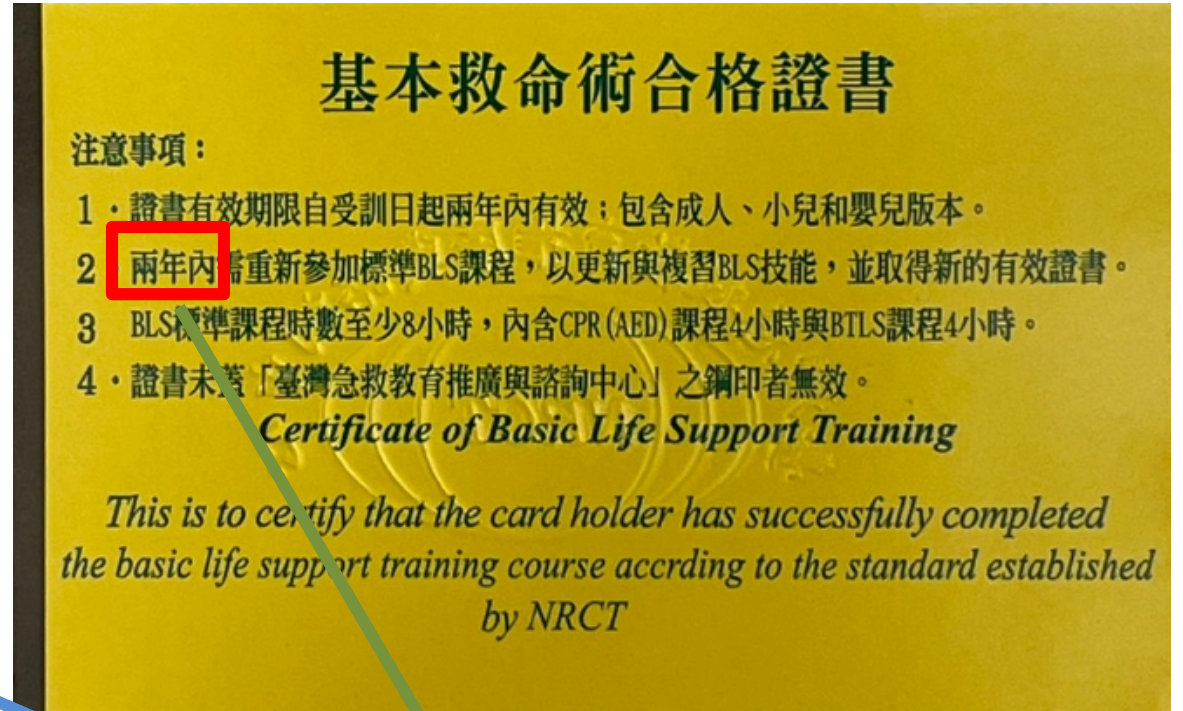 基本救命術合格證書
注意事項：
1・證書有效期限自受訓日起兩年內有效；包含成人、小兒和嬰兒版本。
2 兩年內需重新參加標準BLS課程，以更新與複習BLS技能，並取得新的有效證書。
3 BLS標準課程時數至少8小時，內含CPR(AED)課程4小時與BTLS課程4小時。
4・證書未蓋「臺灣急救教育推廣與諮詢中心」之鋼印者無效。
Certificate of Basic Life Support Training
This is to certify that the card holder has successfully completed
the basic life support training course accrding to the standard established
by NRCT